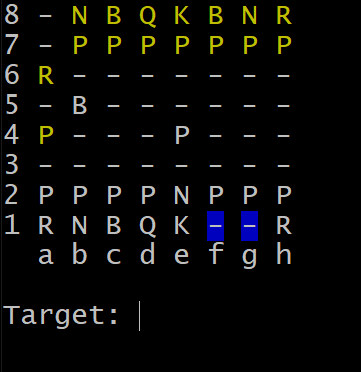 8 - N B Q K B N R
7 - P P P P P P P
6 R - - - - - - -
5 - B - - - - - -
4 P - - - P - - -
3 - - - - - - - -
2 P P P P N P P P
1 R N B Q K - - R
a b c d e f g h
Target: